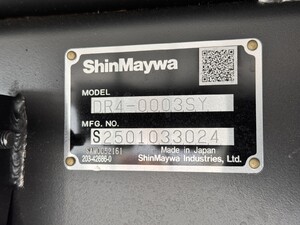 ShinMaywa
MODEL
DR4-0003SY
MFG. NO.
S2501033024
Made in Japan
203-42686-0
ShinMaywa Industries, Ltd.